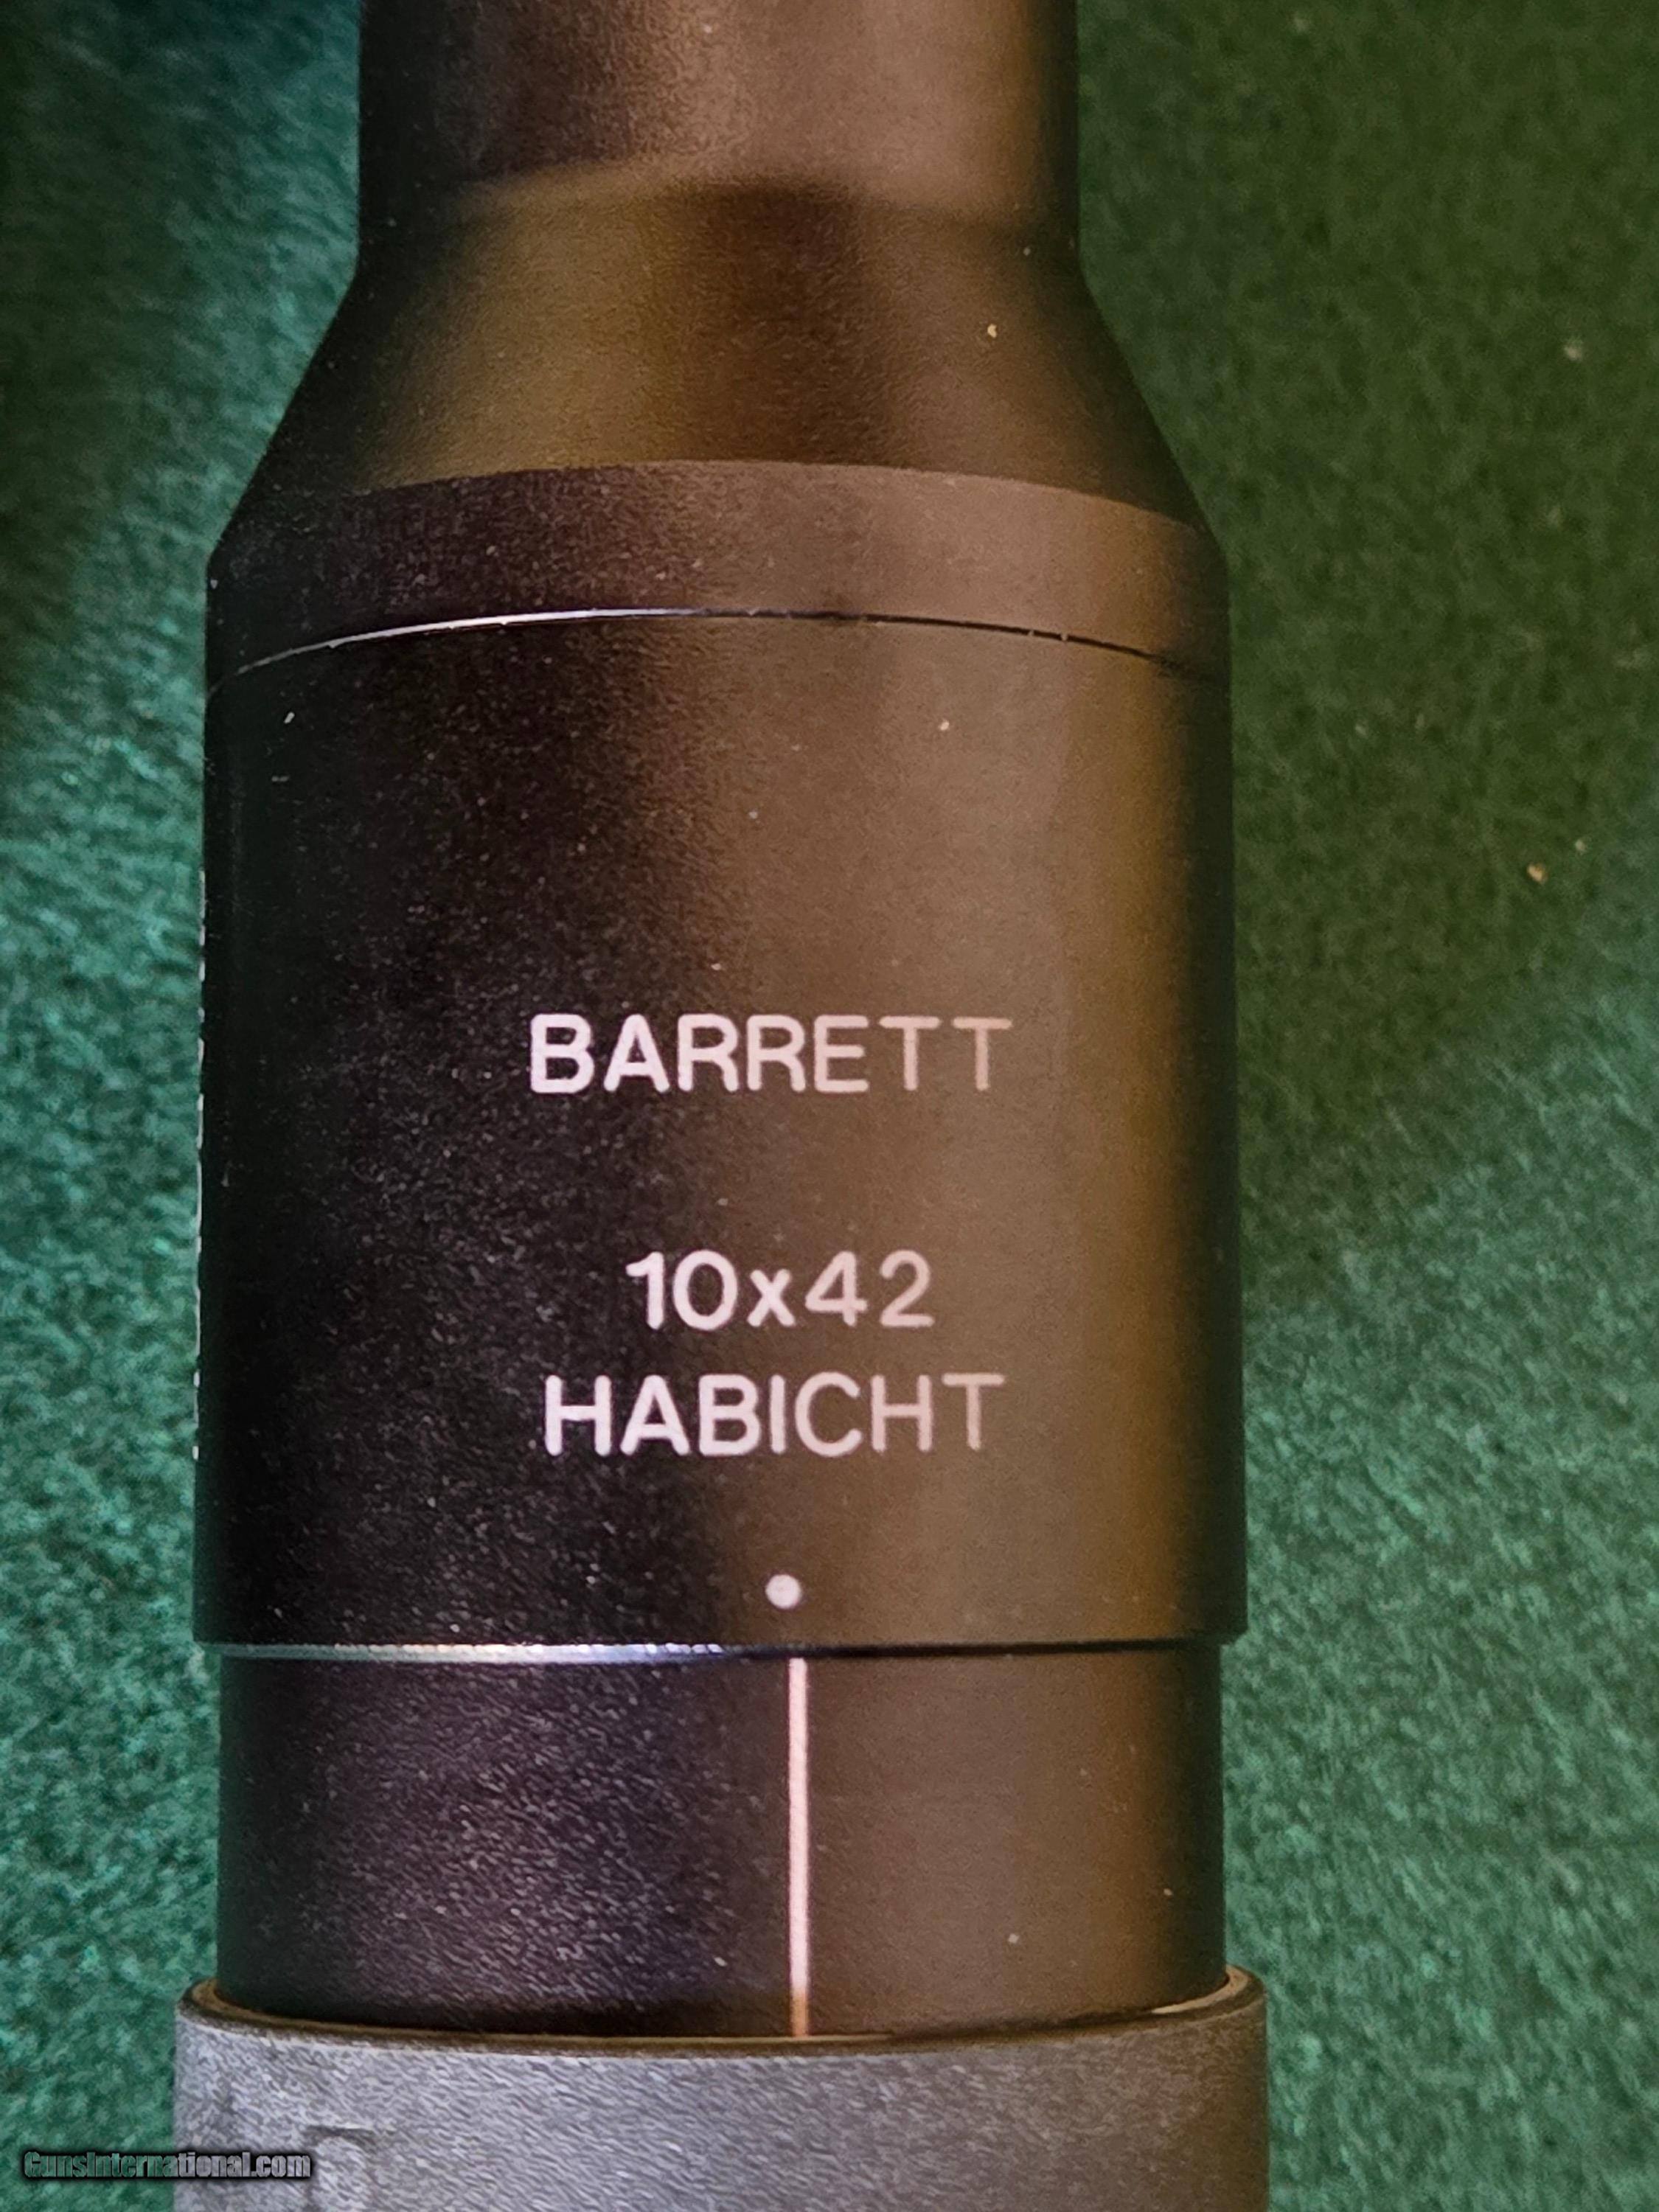 BARRETT
10x42
HABICHT
GunsInternational.com